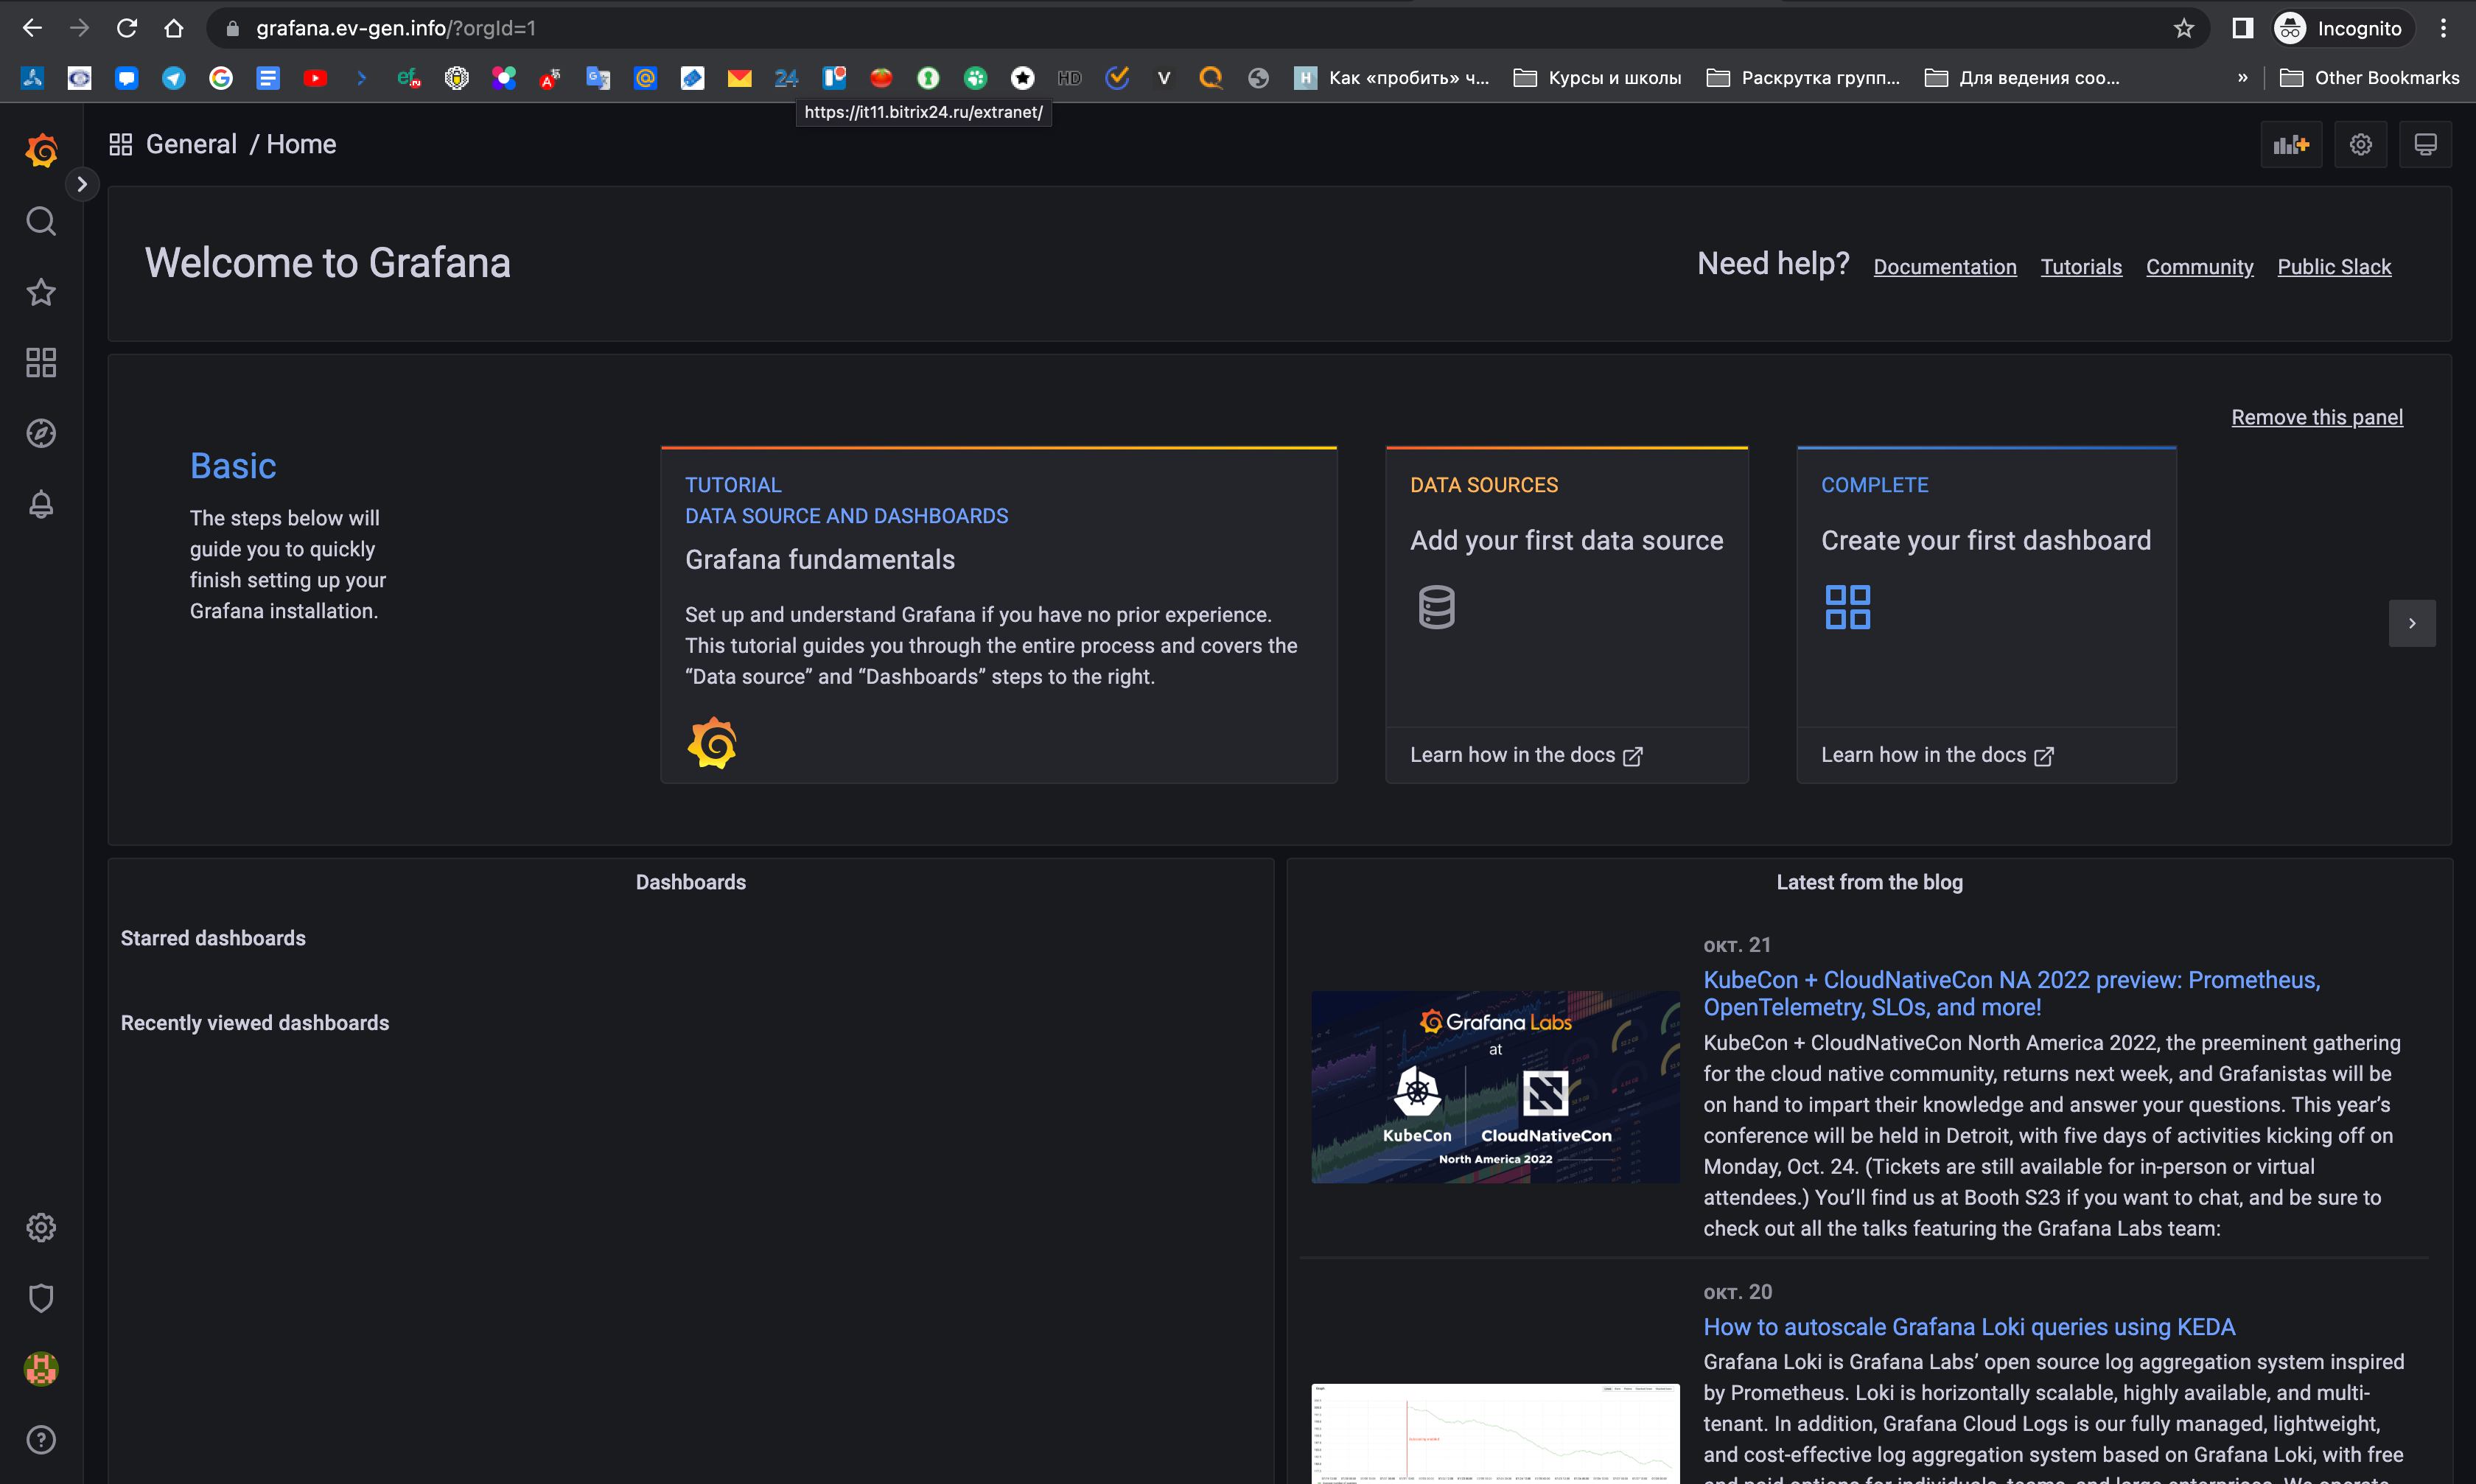 grafana.ev-gen.info/?orgId=1
Incognito
24
HD
V
H
Как «пробить» ч...
Курсы и школы
Раскрутка групп...
Для ведения соо...
»
Other Bookmarks
https://it11.bitrix24.ru/extranet/
General / Home
Welcome to Grafana
Need help?
Documentation
Tutorials
Community
Public Slack
Remove this panel
Basic
The steps below will
guide you to quickly
finish setting up your
Grafana installation.
TUTORIAL
DATA SOURCE AND DASHBOARDS
Grafana fundamentals
Set up and understand Grafana if you have no prior experience.
This tutorial guides you through the entire process and covers the
“Data source” and “Dashboards” steps to the right.
DATA SOURCES
Add your first data source
Learn how in the docs
COMPLETE
Create your first dashboard
Learn how in the docs
Dashboards
Starred dashboards
Recently viewed dashboards
Latest from the blog
Grafana Labs
at
KubeCon
CloudNativeCon
North America 2022
окт. 21
KubeCon + CloudNativeCon NA 2022 preview: Prometheus,
OpenTelemetry, SLOs, and more!
KubeCon + CloudNativeCon North America 2022, the preeminent gathering
for the cloud native community, returns next week, and Grafanistas will be
on hand to impart their knowledge and answer your questions. This year’s
conference will be held in Detroit, with five days of activities kicking off on
Monday, Oct. 24. (Tickets are still available for in-person or virtual
attendees.) You’ll find us at Booth S23 if you want to chat, and be sure to
check out all the talks featuring the Grafana Labs team:
окт. 20
How to autoscale Grafana Loki queries using KEDA
Grafana Loki is Grafana Labs’ open source log aggregation system inspired
by Prometheus. Loki is horizontally scalable, highly available, and multi-
tenant. In addition, Grafana Cloud Logs is our fully managed, lightweight,
and cost-effective log aggregation system based on Grafana Loki, with free